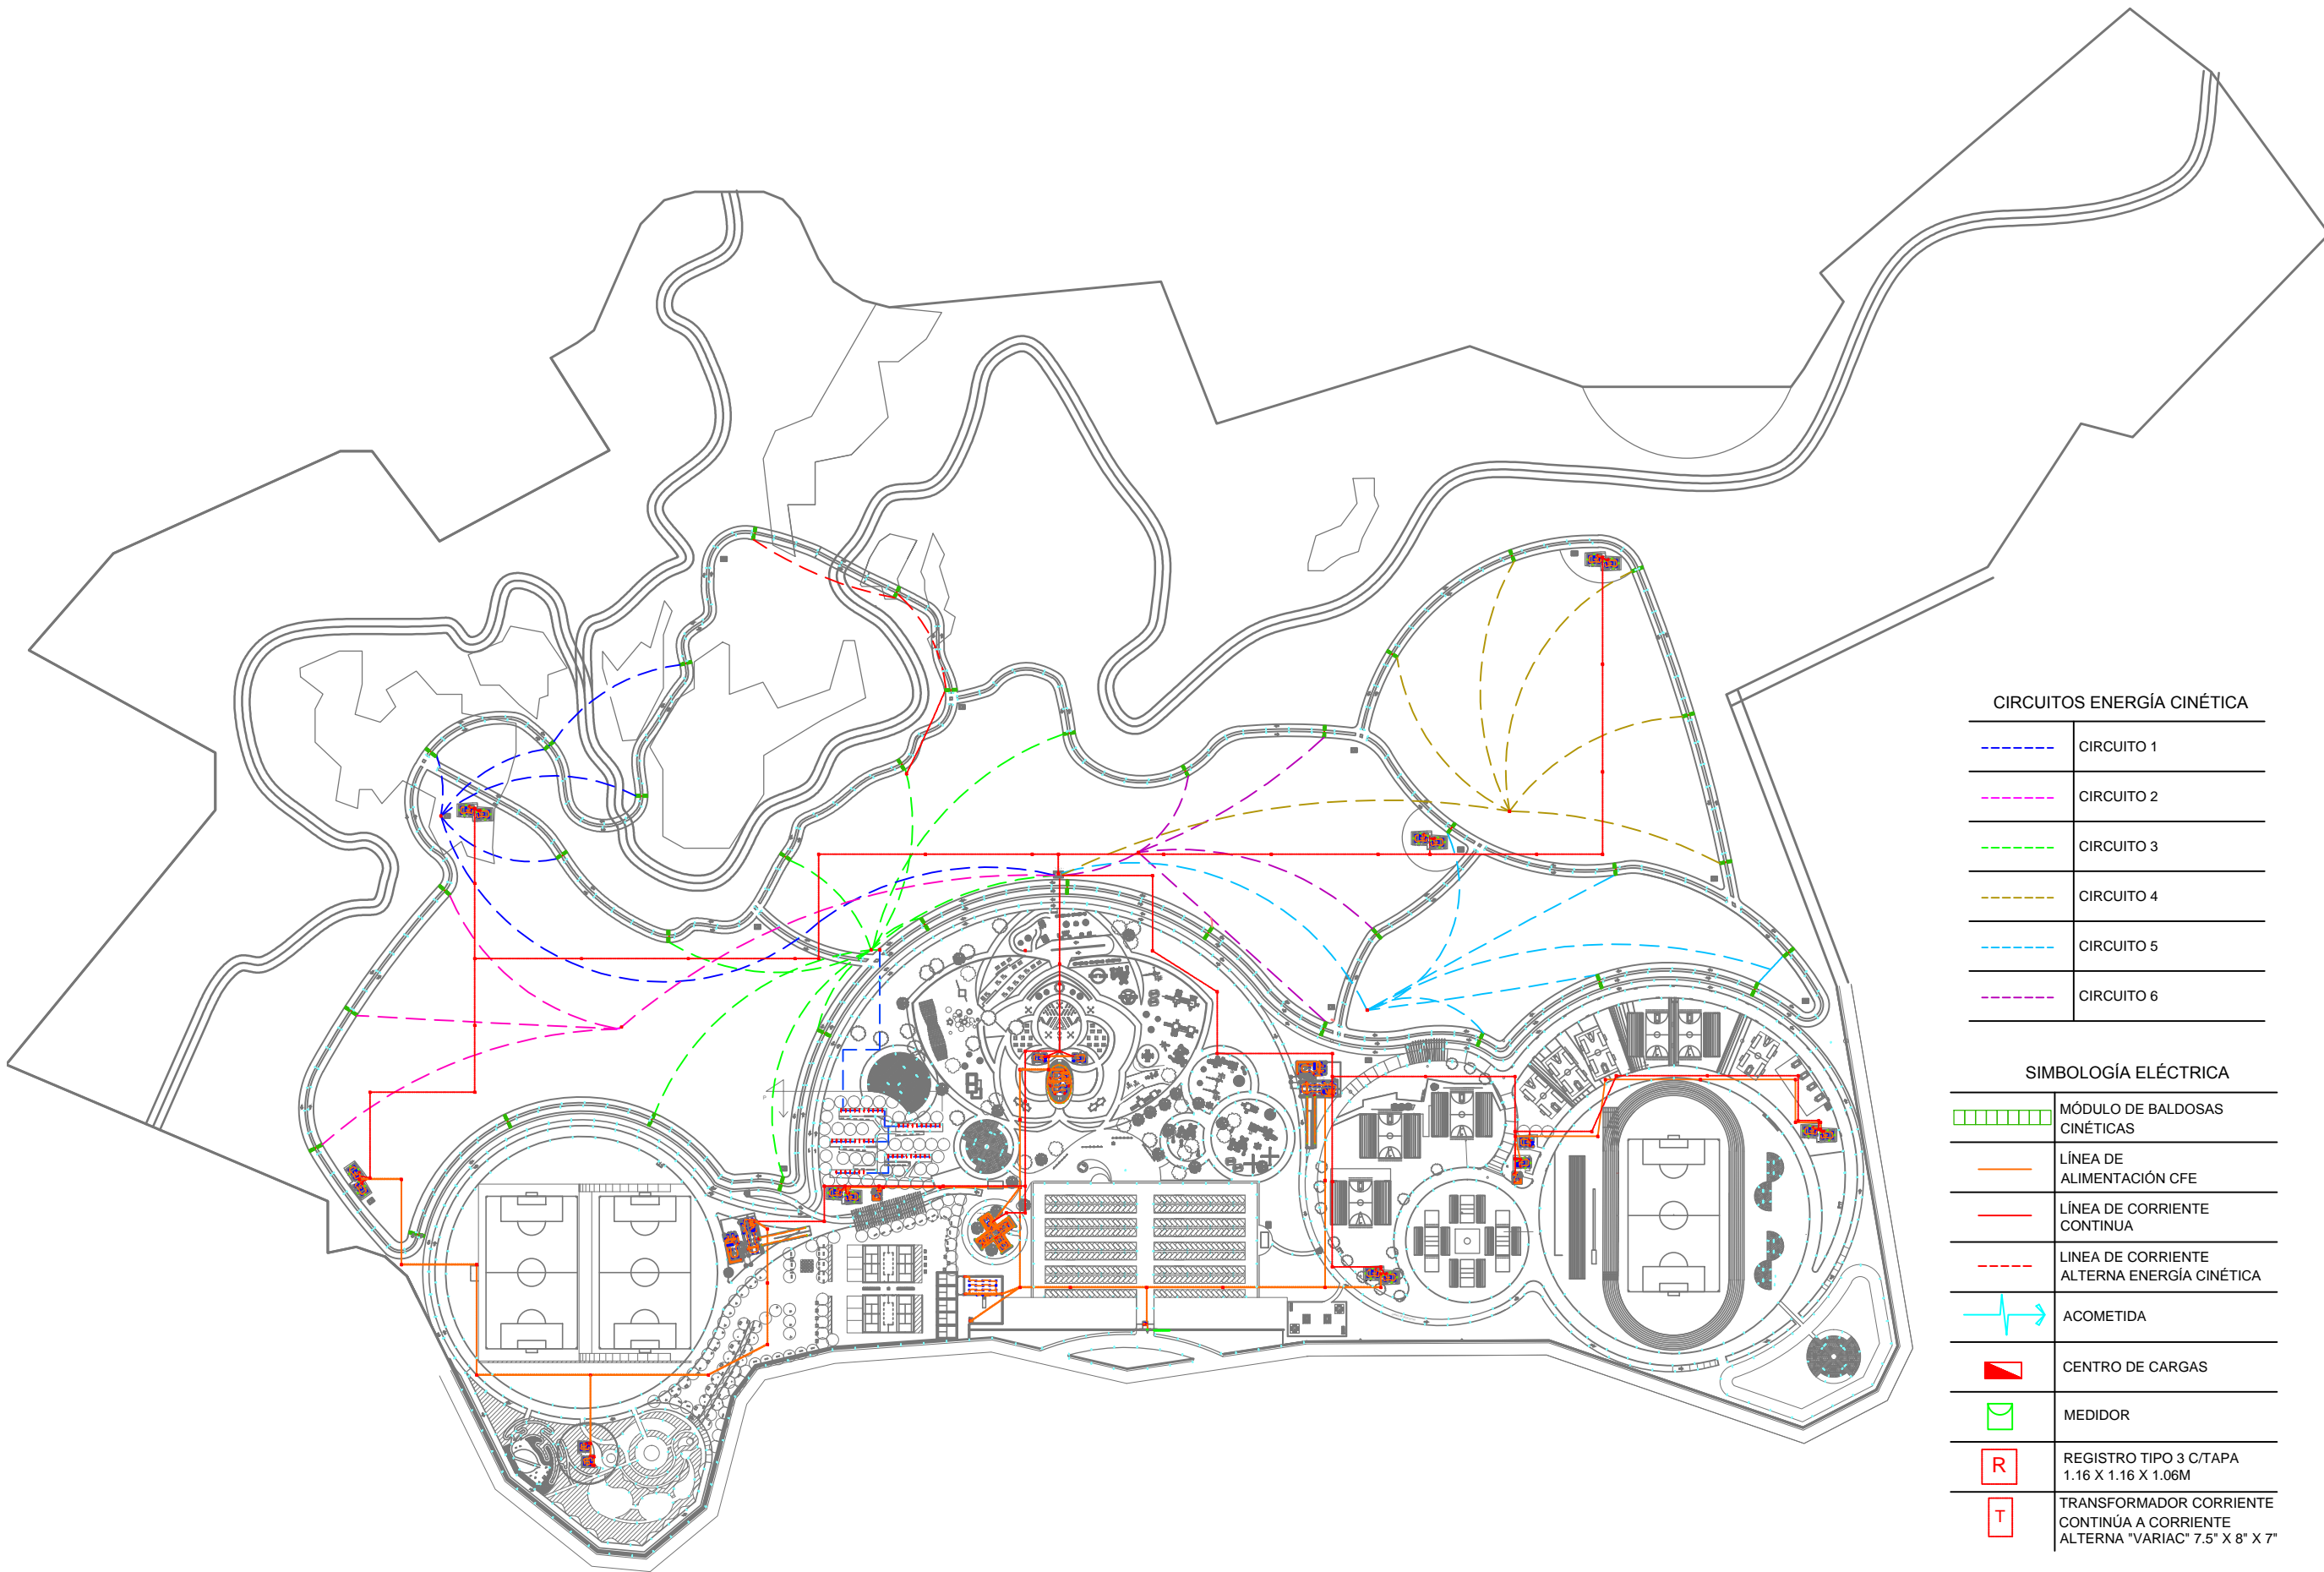 CIRCUITOS ENERGÍA CINÉTICA
CIRCUITO 1
CIRCUITO 2
CIRCUITO 3
CIRCUITO 4
CIRCUITO 5
CIRCUITO 6
SIMBOLOGÍA ELÉCTRICA
MÓDULO DE BALDOSAS
CINÉTICAS
LÍNEA DE
ALIMENTACIÓN CFE
LÍNEA DE CORRIENTE
CONTINUA
LINEA DE CORRIENTE
ALTERNA ENERGÍA CINÉTICA
ACOMETIDA
CENTRO DE CARGAS
MEDIDOR
R
REGISTRO TIPO 3 C/TAPA
1.16 X 1.16 X 1.06M
T
TRANSFORMADOR CORRIENTE
CONTINÚA A CORRIENTE
ALTERNA "VARIAC" 7.5" X 8" X 7"